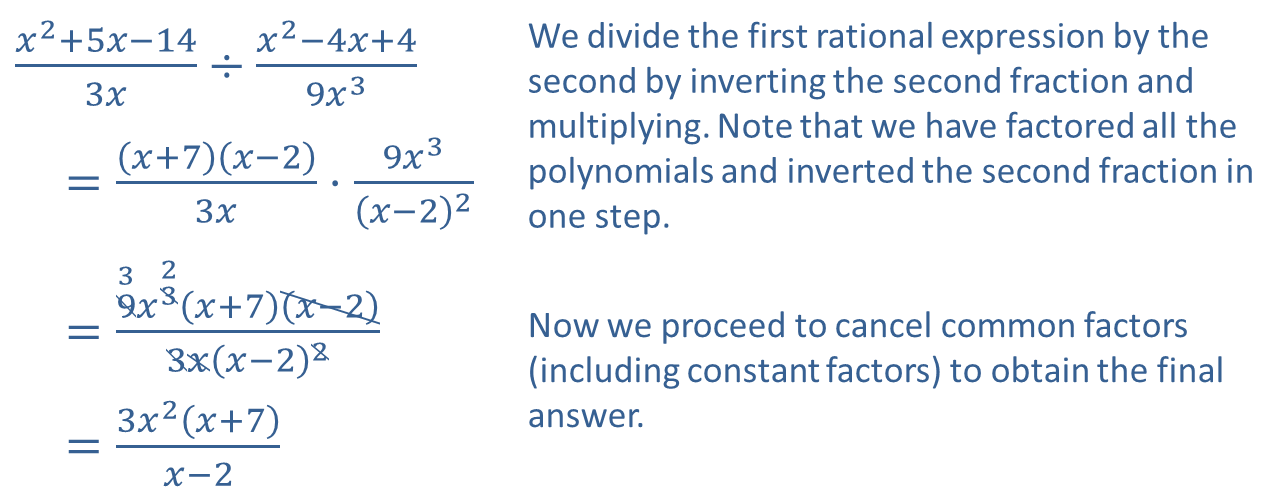 x²+5x−14 / 3x ÷ x²−4x+4 / 9x³
= (x+7)(x−2) / 3x · 9x³ / (x−2)²
3 2
= 9x³(x+7)(x−2) / 3x(x−2)²
= 3x²(x+7) / x−2
We divide the first rational expression by the
second by inverting the second fraction and
multiplying. Note that we have factored all the
polynomials and inverted the second fraction in
one step.
Now we proceed to cancel common factors
(including constant factors) to obtain the final
answer.